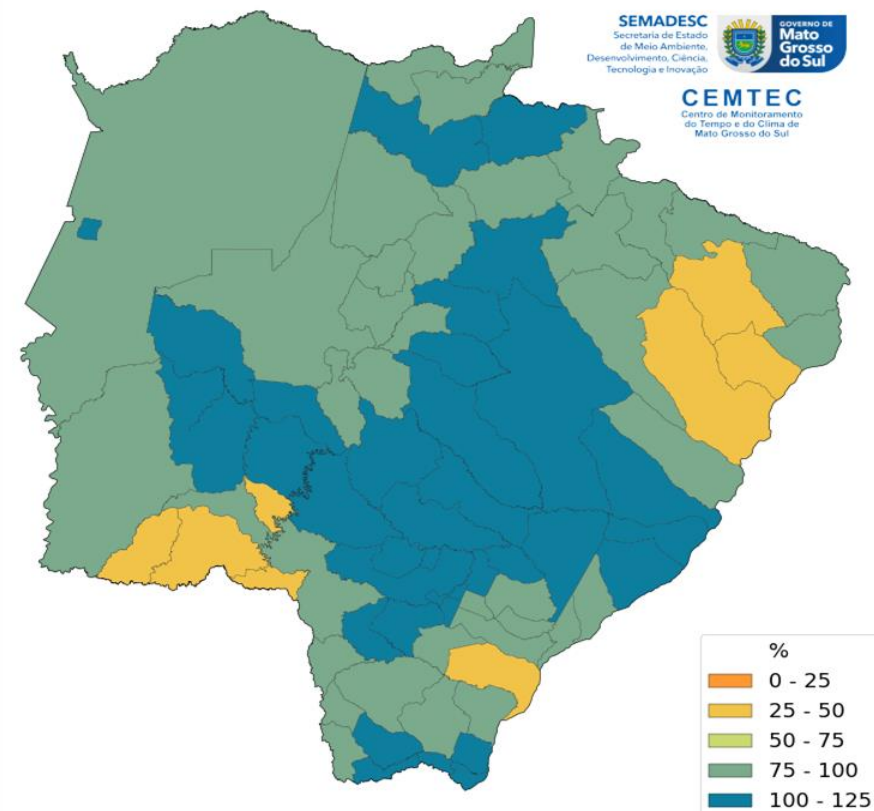 SEMADESC
Secretaria de Estado
de Meio Ambiente,
Desenvolvimento, Ciência,
Tecnologia e Inovação
GOVERNO DE
Mato
Grosso
do Sul
CEMTEC
Centro de Monitoramento
do Tempo e do Clima de
Mato Grosso do Sul
%
0 - 25
25 - 50
50 - 75
75 - 100
100 - 125